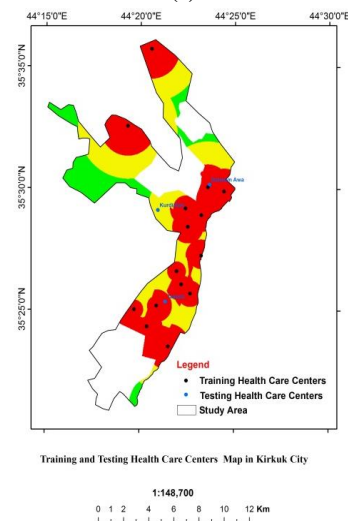 44°15'0"E 44°20'0"E 44°25'0"E 44°30'0"E
35°35'0"N
35°30'0"N
35°25'0"N
Legend
Training Health Care Centers
Testing Health Care Centers
Study Area
Training and Testing Health Care Centers Map in Kirkuk City
1:148,700
0 1 2 4 6 8 10 12 Km